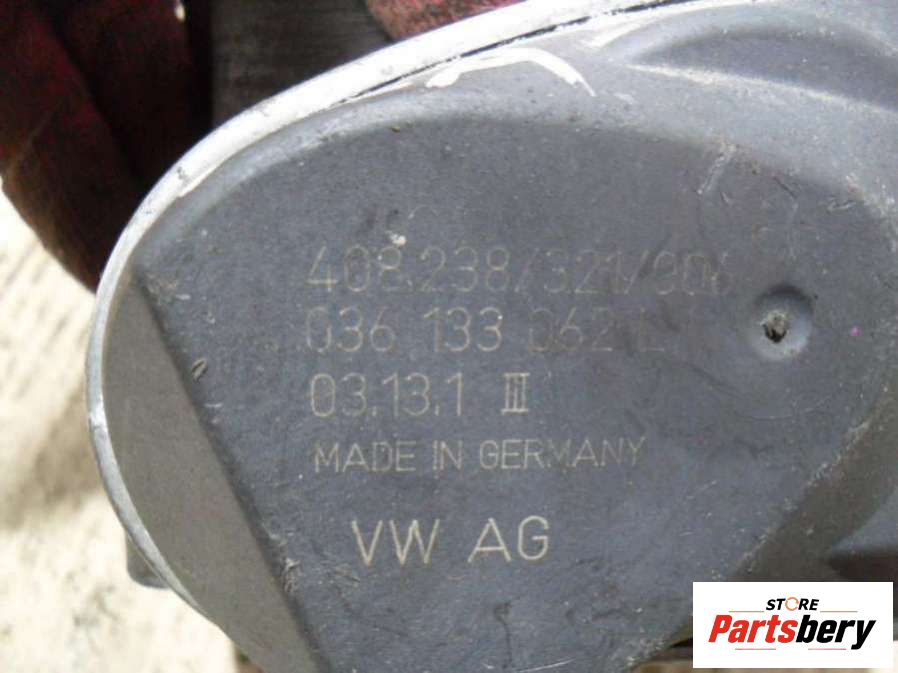 408.238/321/006
036 133 062 L
03.13.1 III
MADE IN GERMANY
VW AG
STORE
Partsbery